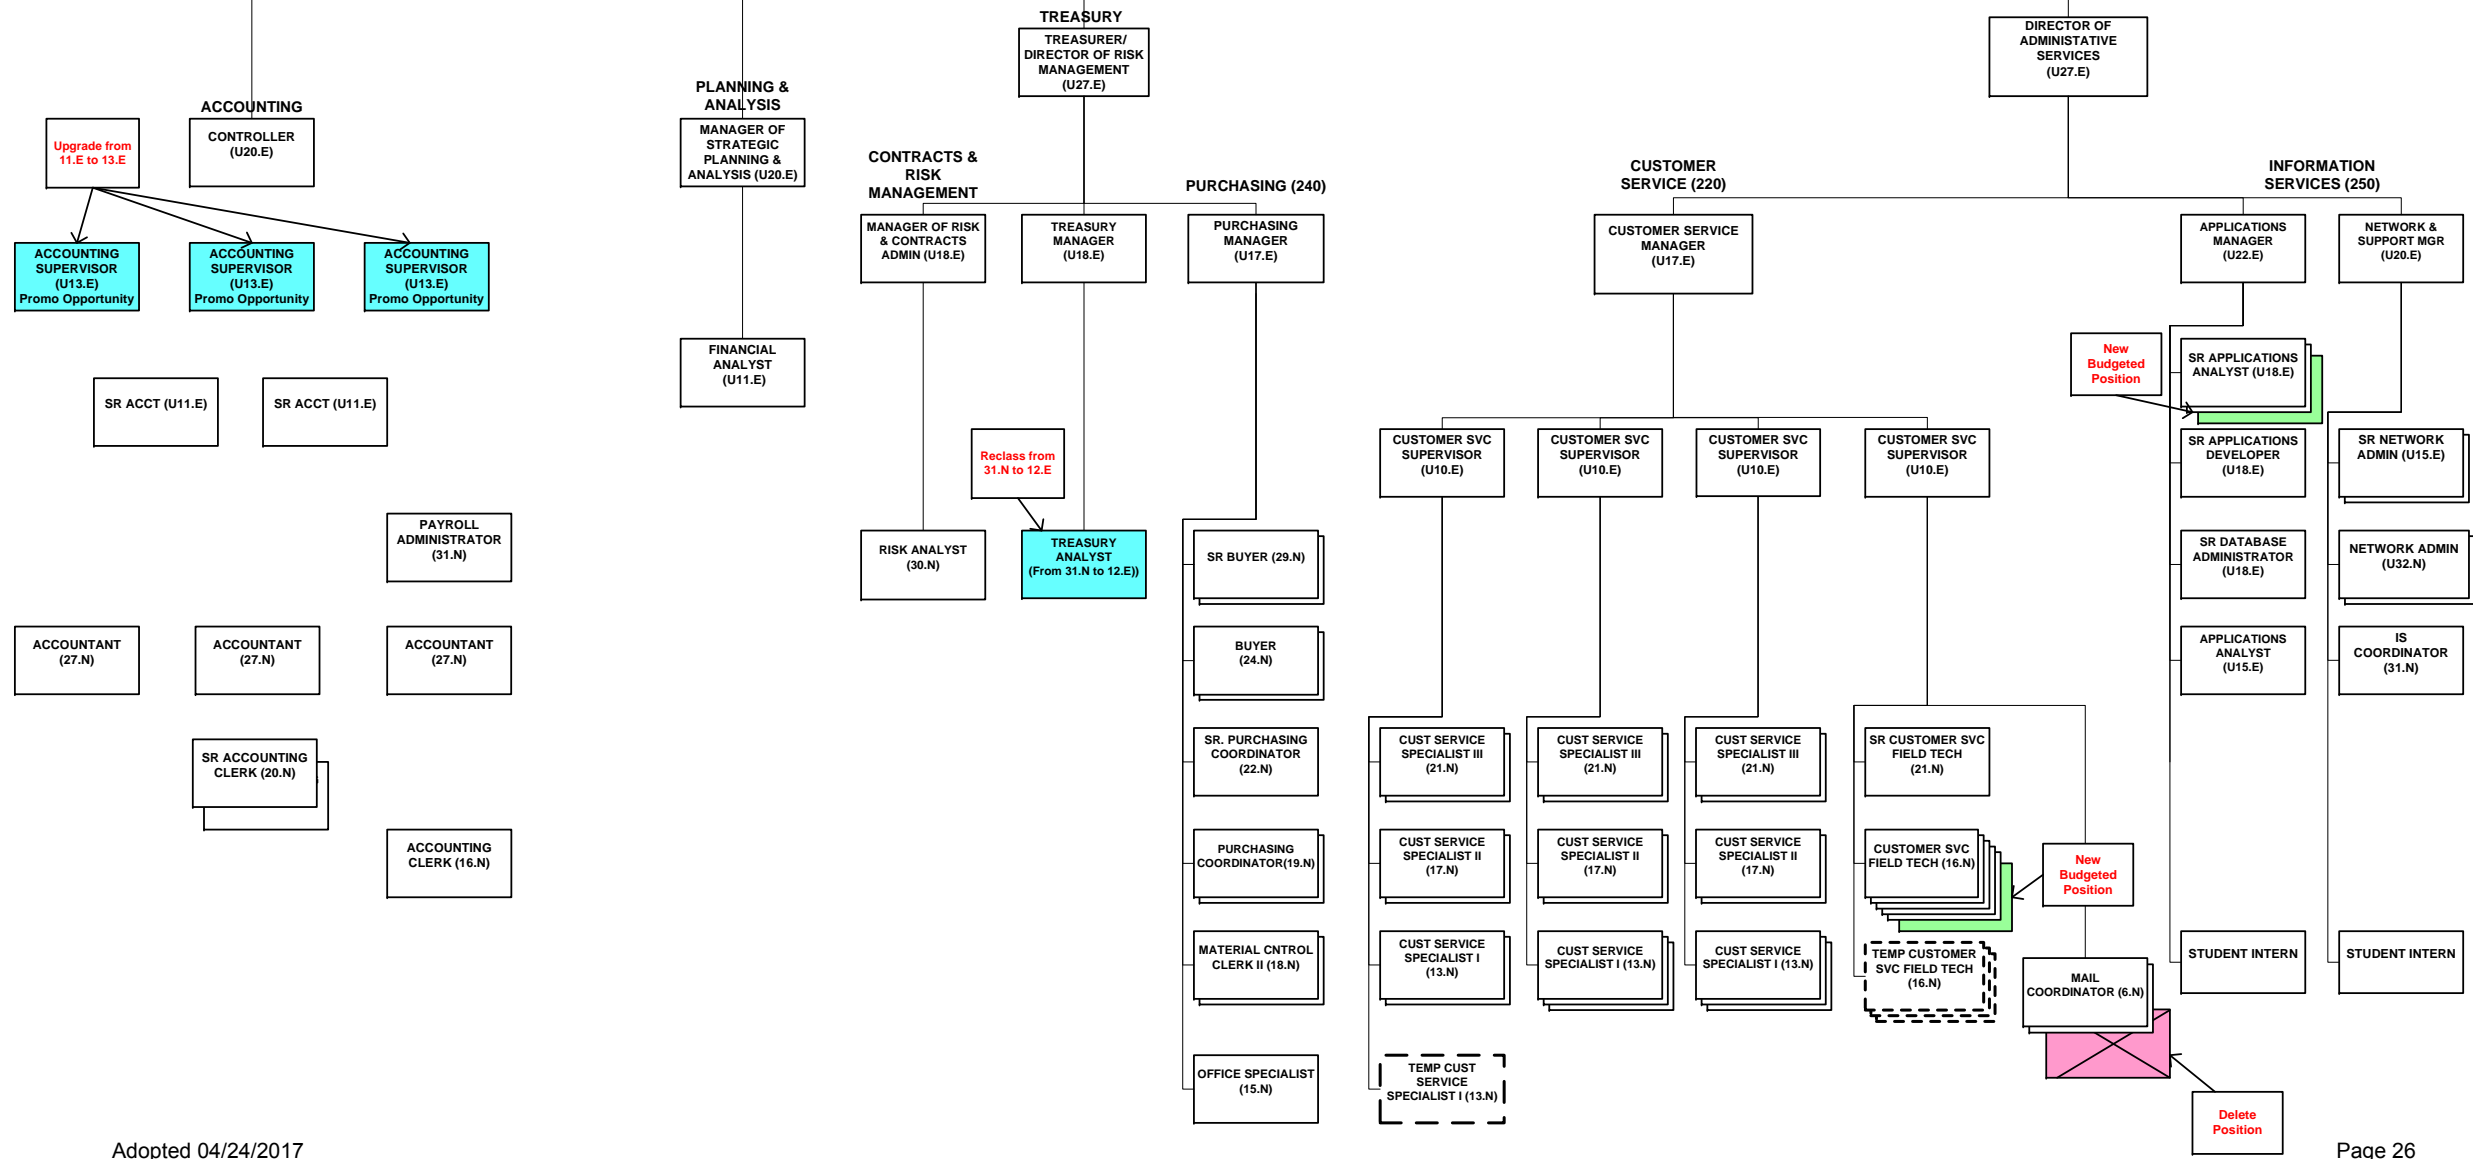 ACCOUNTING
Upgrade from
11.E to 13.E
CONTROLLER
(U20.E)
ACCOUNTING
SUPERVISOR
(U13.E)
Promo Opportunity
ACCOUNTING
SUPERVISOR
(U13.E)
Promo Opportunity
ACCOUNTING
SUPERVISOR
(U13.E)
Promo Opportunity
SR ACCT (U11.E)
SR ACCT (U11.E)
PAYROLL
ADMINISTRATOR
(31.N)
ACCOUNTANT
(27.N)
ACCOUNTANT
(27.N)
ACCOUNTANT
(27.N)
SR ACCOUNTING
CLERK (20.N)
ACCOUNTING
CLERK (16.N)
PLANNING &
ANALYSIS
MANAGER OF
STRATEGIC
PLANNING &
ANALYSIS (U20.E)
FINANCIAL
ANALYST
(U11.E)
TREASURY
TREASURER/
DIRECTOR OF RISK
MANAGEMENT
(U27.E)
CONTRACTS &
RISK
MANAGEMENT
PURCHASING (240)
MANAGER OF RISK
& CONTRACTS
ADMIN (U18.E)
TREASURY
MANAGER
(U18.E)
PURCHASING
MANAGER
(U17.E)
Reclass from
31.N to 12.E
RISK ANALYST
(30.N)
TREASURY
ANALYST
(From 31.N to 12.E))
SR BUYER (29.N)
BUYER
(24.N)
SR. PURCHASING
COORDINATOR
(22.N)
PURCHASING
COORDINATOR(19.N)
MATERIAL CNTROL
CLERK II (18.N)
OFFICE SPECIALIST
(15.N)
DIRECTOR OF
ADMINISTATIVE
SERVICES
(U27.E)
CUSTOMER
SERVICE (220)
INFORMATION
SERVICES (250)
CUSTOMER SERVICE
MANAGER
(U17.E)
APPLICATIONS
MANAGER
(U22.E)
NETWORK &
SUPPORT MGR
(U20.E)
New
Budgeted
Position
SR APPLICATIONS
ANALYST (U18.E)
CUSTOMER SVC
SUPERVISOR
(U10.E)
CUSTOMER SVC
SUPERVISOR
(U10.E)
CUSTOMER SVC
SUPERVISOR
(U10.E)
CUSTOMER SVC
SUPERVISOR
(U10.E)
SR APPLICATIONS
DEVELOPER
(U18.E)
SR NETWORK
ADMIN (U15.E)
SR DATABASE
ADMINISTRATOR
(U18.E)
NETWORK ADMIN
(U32.N)
APPLICATIONS
ANALYST
(U15.E)
IS
COORDINATOR
(31.N)
CUST SERVICE
SPECIALIST III
(21.N)
CUST SERVICE
SPECIALIST III
(21.N)
CUST SERVICE
SPECIALIST III
(21.N)
SR CUSTOMER SVC
FIELD TECH
(21.N)
CUST SERVICE
SPECIALIST II
(17.N)
CUST SERVICE
SPECIALIST II
(17.N)
CUST SERVICE
SPECIALIST II
(17.N)
CUSTOMER SVC
FIELD TECH (16.N)
New
Budgeted
Position
CUST SERVICE
SPECIALIST I
(13.N)
CUST SERVICE
SPECIALIST I (13.N)
CUST SERVICE
SPECIALIST I (13.N)
TEMP CUSTOMER
SVC FIELD TECH
(16.N)
MAIL
COORDINATOR (6.N)
STUDENT INTERN
STUDENT INTERN
TEMP CUST
SERVICE
SPECIALIST I (13.N)
Delete
Position
Adopted 04/24/2017
Page 26